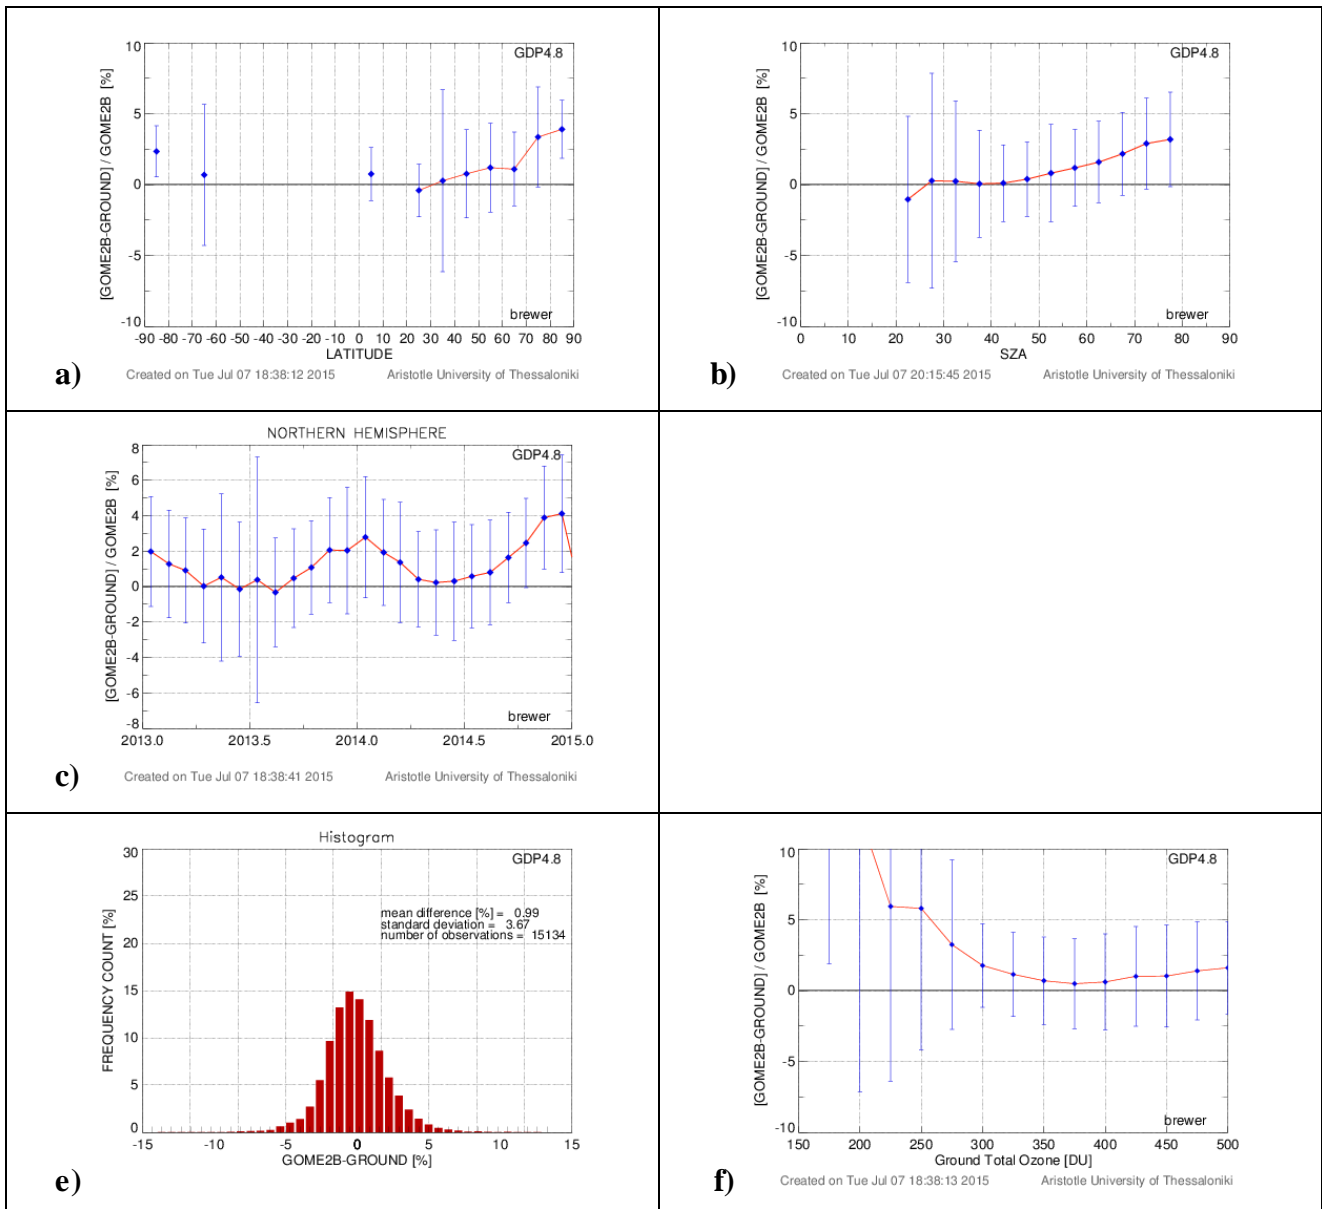 10
5
0
-5
-10
[GOME2B-GROUND] / GOME2B [%]
GDP4.8
brewer
-90 -80 -70 -60 -50 -40 -30 -20 -10 0 10 20 30 40 50 60 70 80 90
LATITUDE
a)
Created on Tue Jul 07 18:38:12 2015 Aristotle University of Thessaloniki
10
5
0
-5
-10
[GOME2B-GROUND] / GOME2B [%]
GDP4.8
brewer
0 10 20 30 40 50 60 70 80 90
SZA
b)
Created on Tue Jul 07 20:15:45 2015 Aristotle University of Thessaloniki
NORTHERN HEMISPHERE
8
6
4
2
0
-2
-4
-6
-8
[GOME2B-GROUND] / GOME2B [%]
GDP4.8
brewer
2013.0 2013.5 2014.0 2014.5 2015.0
c)
Created on Tue Jul 07 18:38:41 2015 Aristotle University of Thessaloniki
Histogram
30
25
20
15
10
5
0
FREQUENCY COUNT [%]
GDP4.8
mean difference [%] = 0.99
standard deviation = 3.67
number of observations = 15134
-15 -10 -5 0 5 10 15
GOME2B-GROUND [%]
e)
10
5
0
-5
-10
[GOME2B-GROUND] / GOME2B [%]
GDP4.8
brewer
150 200 250 300 350 400 450 500
Ground Total Ozone [DU]
f)
Created on Tue Jul 07 18:38:13 2015 Aristotle University of Thessaloniki